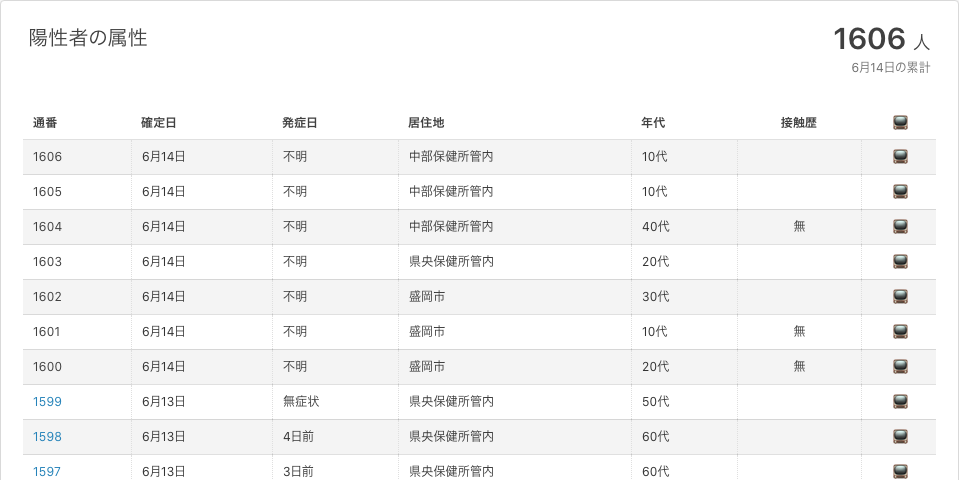 陽性者の属性
1606 人
6月14日の累計
通番 確定日 発症日 居住地 年代 接触歴
1606 6月14日 不明 中部保健所管内 10代
1605 6月14日 不明 中部保健所管内 10代
1604 6月14日 不明 中部保健所管内 40代 無
1603 6月14日 不明 県央保健所管内 20代
1602 6月14日 不明 盛岡市 30代
1601 6月14日 不明 盛岡市 10代 無
1600 6月14日 不明 盛岡市 20代 無
1599 6月13日 無症状 県央保健所管内 50代
1598 6月13日 4日前 県央保健所管内 60代
1597 6月13日 3日前 県央保健所管内 60代